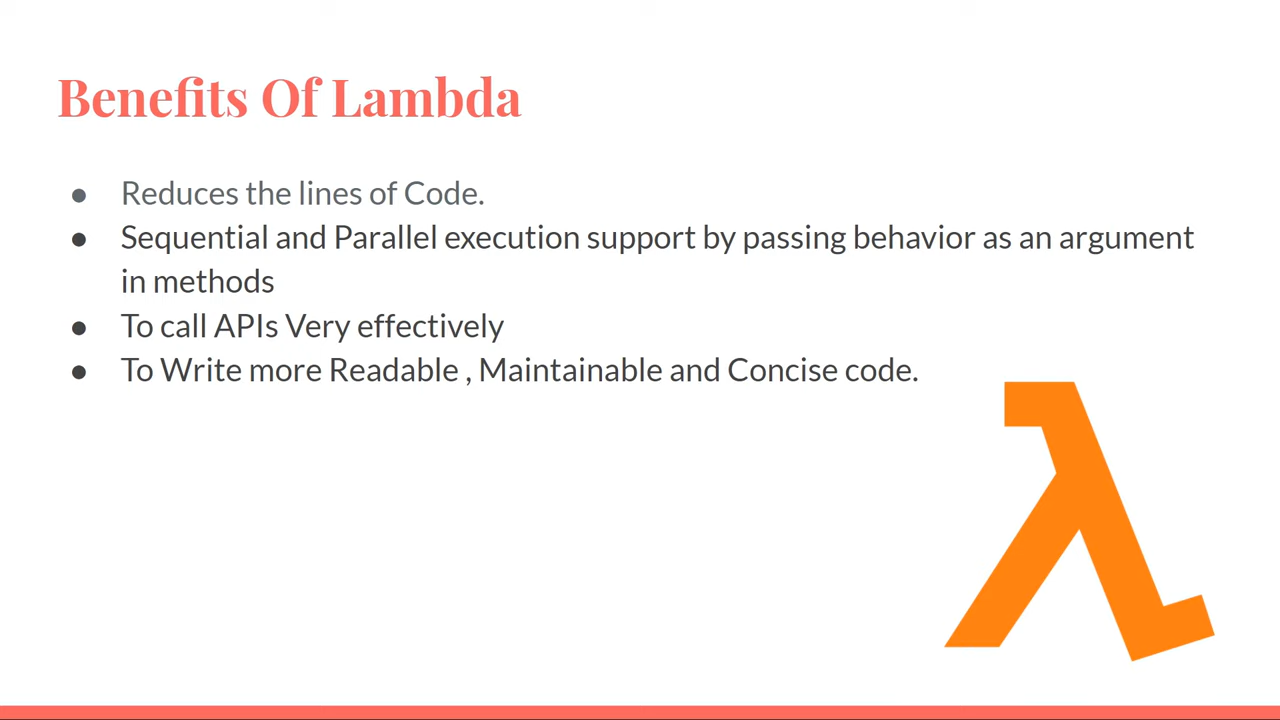 Benefits Of Lambda
● Reduces the lines of Code.
● Sequential and Parallel execution support by passing behavior as an argument
in methods
● To call APIs Very effectively
● To Write more Readable , Maintainable and Concise code.
λ